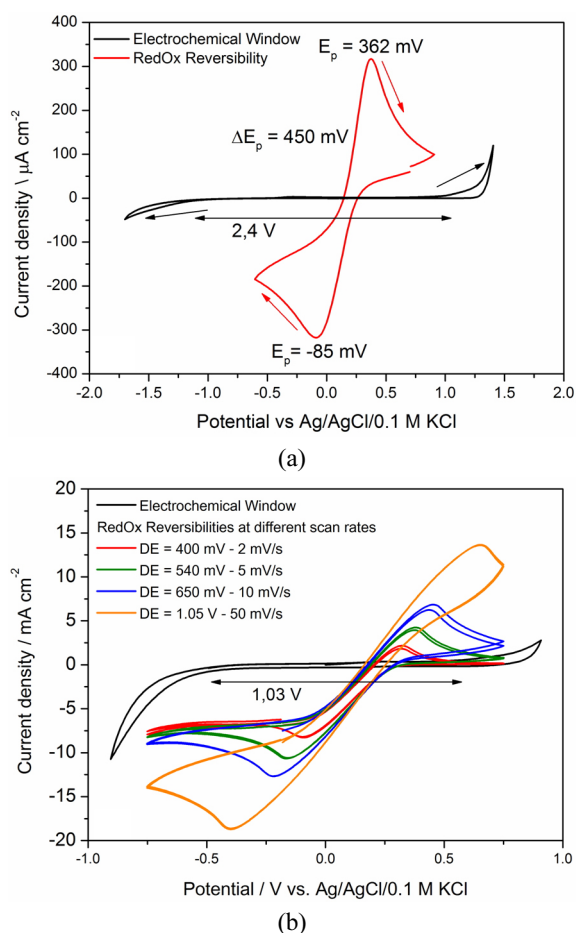 (a)
400
300
200
100
0
-100
-200
-300
-400
Current density \ μA cm⁻²
Electrochemical Window
RedOx Reversibility
Eₚ = 362 mV
ΔEₚ = 450 mV
2,4 V
Eₚ = -85 mV
-2.0 -1.5 -1.0 -0.5 0.0 0.5 1.0 1.5 2.0
Potential vs Ag/AgCl/0.1 M KCl
(a)
20
15
10
5
0
-5
-10
-15
-20
Current density / mA cm⁻²
Electrochemical Window
RedOx Reversibilities at different scan rates
DE = 400 mV - 2 mV/s
DE = 540 mV - 5 mV/s
DE = 650 mV - 10 mV/s
DE = 1.05 V - 50 mV/s
1,03 V
-1.0 -0.5 0.0 0.5 1.0
Potential / V vs. Ag/AgCl/0.1 M KCl
(b)